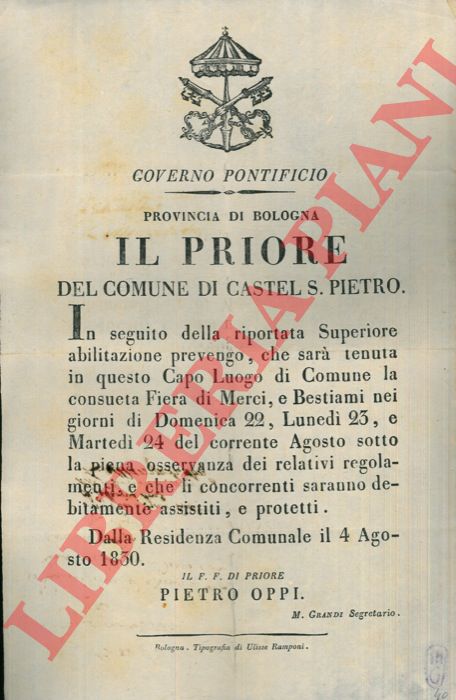 GOVERNO PONTIFICIO
PROVINCIA DI BOLOGNA
IL PRIORE
DEL COMUNE DI CASTEL S. PIETRO.
In seguito della riportata Superiore
abilitazione prevengo, che sarà tenuta
in questo Capo Luogo di Comune la
consueta Fiera di Merci, e Bestiami nei
giorni di Domenica 22, Lunedì 23, e
Martedì 24 del corrente Agosto sotto
la piena osservanza dei relativi regola-
menti, e che li concorrenti saranno de-
bitamente assistiti, e protetti.
Dalla Residenza Comunale il 4 Ago-
sto 1830.
IL F. F. DI PRIORE
PIETRO OPPI.
M. GRANDI Segretario.
Bologna. Tipografia di Ulisse Ramponi.
LIBRERIA PIANI
40